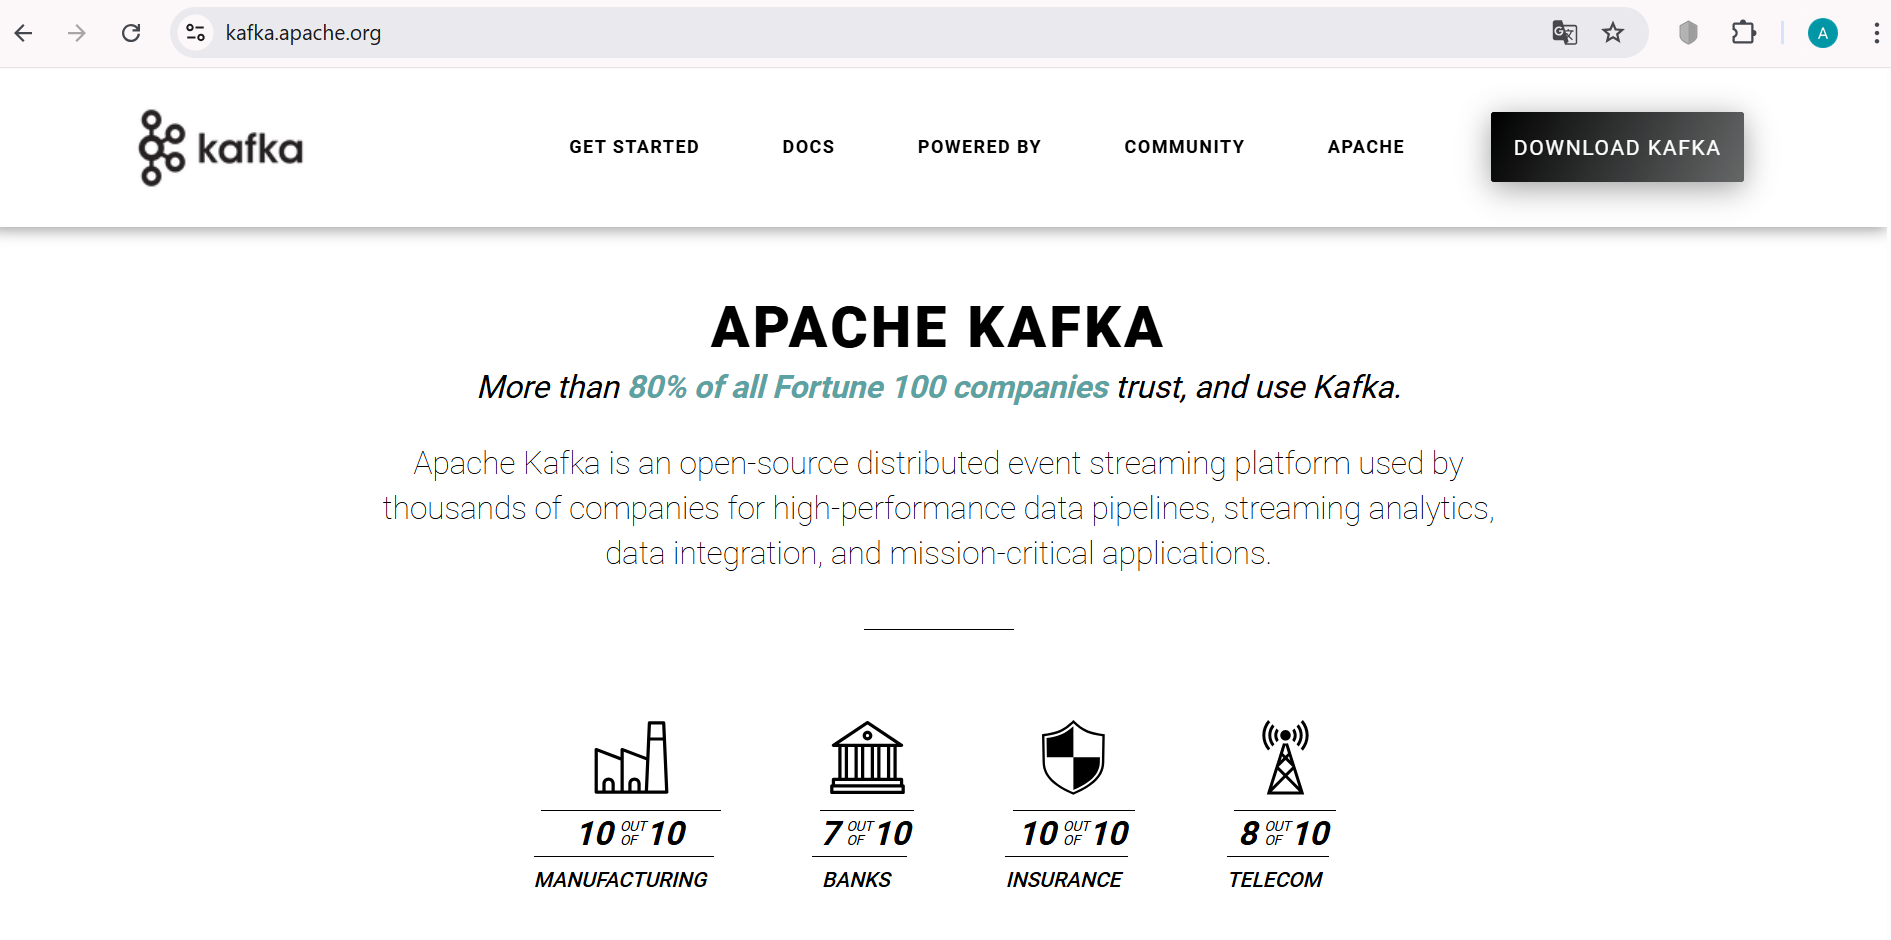 kafka.apache.org
A
kafka
GET STARTED
DOCS
POWERED BY
COMMUNITY
APACHE
DOWNLOAD KAFKA
APACHE KAFKA
More than 80% of all Fortune 100 companies trust, and use Kafka.
Apache Kafka is an open-source distributed event streaming platform used by
thousands of companies for high-performance data pipelines, streaming analytics,
data integration, and mission-critical applications.
10 OUT OF 10
MANUFACTURING
7 OUT OF 10
BANKS
10 OUT OF 10
INSURANCE
8 OUT OF 10
TELECOM